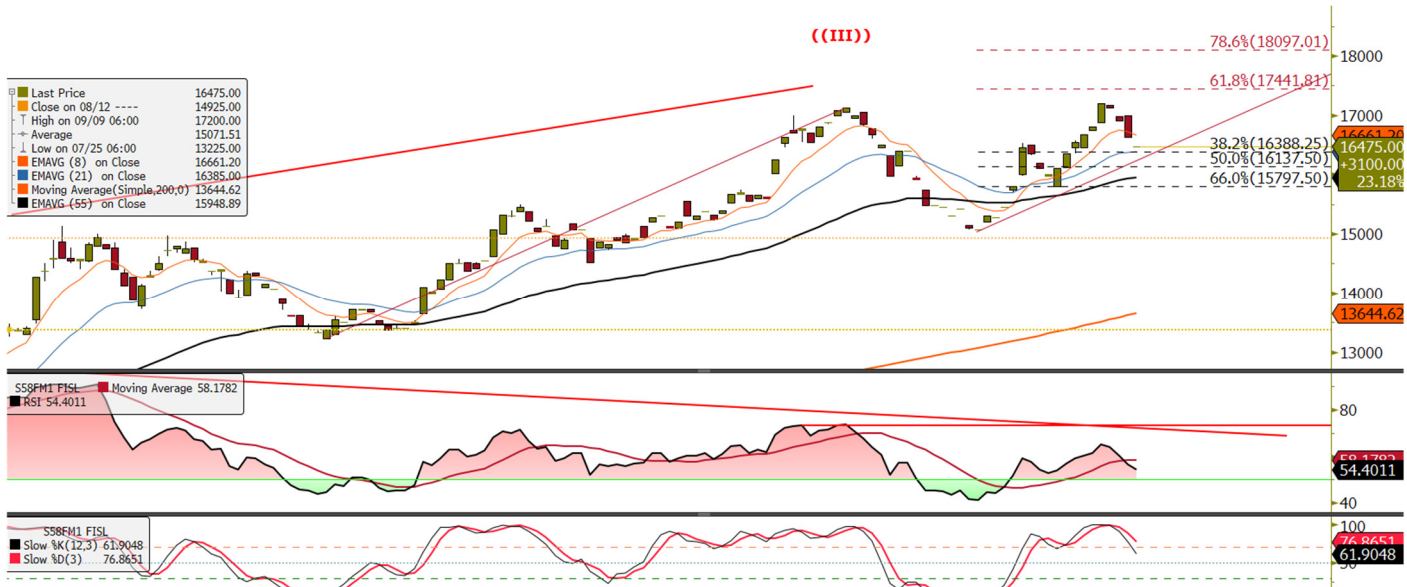 ((III))
78.6%(18097.01)
18000
61.8%(17441.81)
17000
16661.20
38.2%(16388.25)
16475.00
50.0%(16137.50)
+3100.00
66.0%(15797.50)
23.18%
15000
14000
13644.62
13000
Last Price 16475.00
Close on 08/12 ---- 14925.00
High on 09/09 06:00 17200.00
Average 15071.51
Low on 07/25 06:00 13225.00
EMAVG (8) on Close 16661.20
EMAVG (21) on Close 16385.00
Moving Average(Simple,200,0) 13644.62
EMAVG (55) on Close 15948.89
S58FM1 FISL Moving Average 58.1782
RSI 54.4011
80
58.1782
54.4011
40
S58FM1 FISL
Slow %K(12,3) 61.9048
Slow %D(3) 76.8651
100
76.8651
61.9048
50